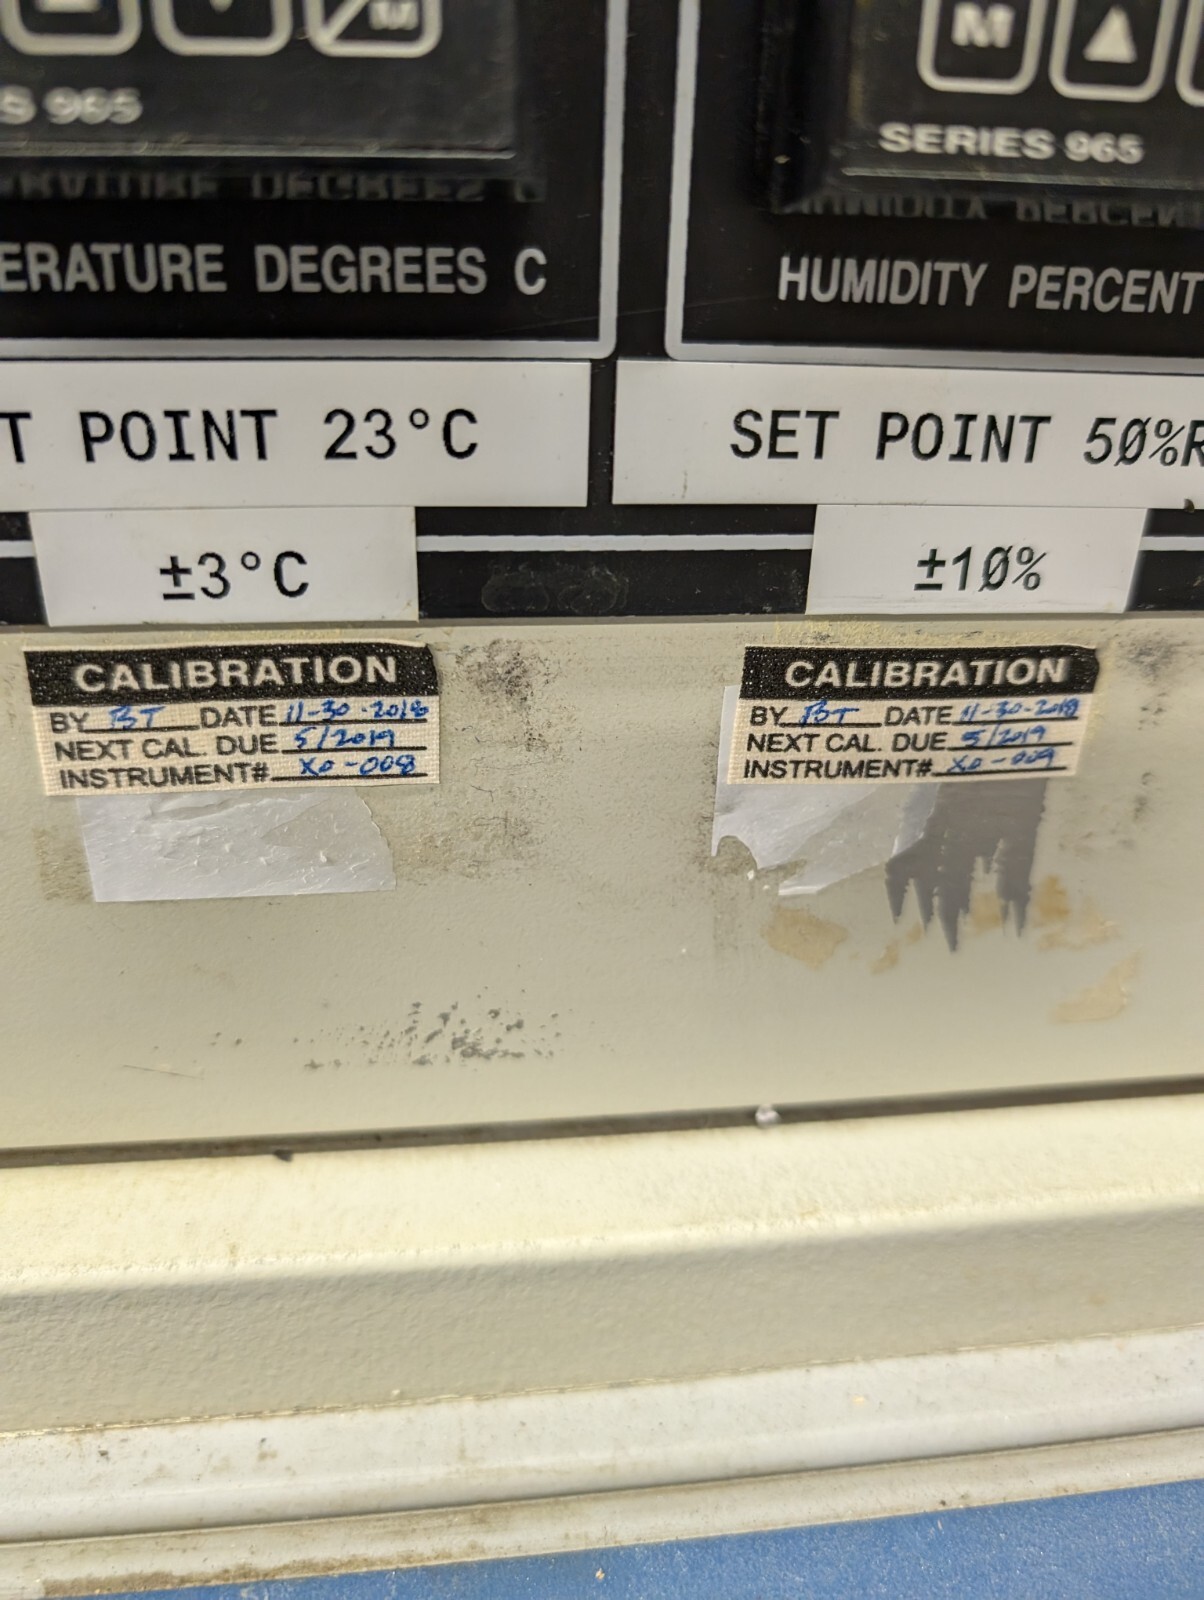 M
S 965
ERATURE DEGREES C
T POINT 23°C
±3°C
CALIBRATION
BY BT DATE 11-30-2018
NEXT CAL. DUE 5/2019
INSTRUMENT# XO-008
M
SERIES 965
HUMIDITY PERCENT
SET POINT 50%R
±10%
CALIBRATION
BY BT DATE 11-30-2018
NEXT CAL. DUE 5/2019
INSTRUMENT# XO-009